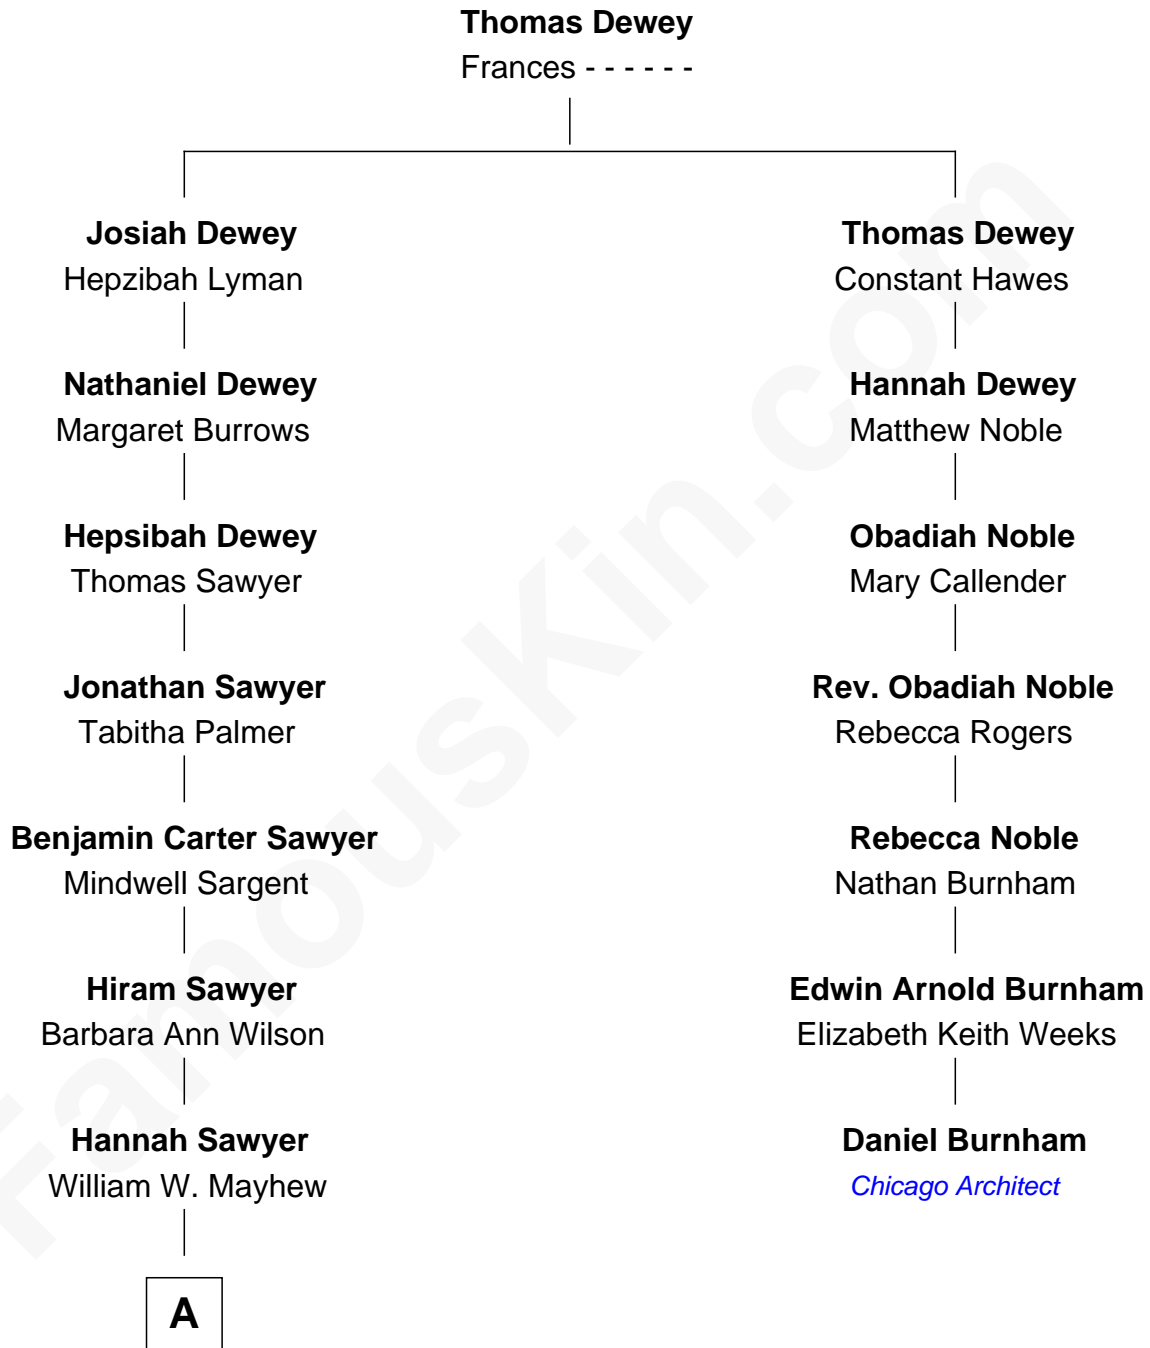 Thomas Dewey
Frances - - - - - -
Josiah Dewey
Hepzibah Lyman
Thomas Dewey
Constant Hawes
Nathaniel Dewey
Margaret Burrows
Hannah Dewey
Matthew Noble
Hepsibah Dewey
Thomas Sawyer
Obadiah Noble
Mary Callender
Jonathan Sawyer
Tabitha Palmer
Rev. Obadiah Noble
Rebecca Rogers
Benjamin Carter Sawyer
Mindwell Sargent
Rebecca Noble
Nathan Burnham
Hiram Sawyer
Barbara Ann Wilson
Edwin Arnold Burnham
Elizabeth Keith Weeks
Hannah Sawyer
William W. Mayhew
Daniel Burnham
Chicago Architect
A
FamousKin.com